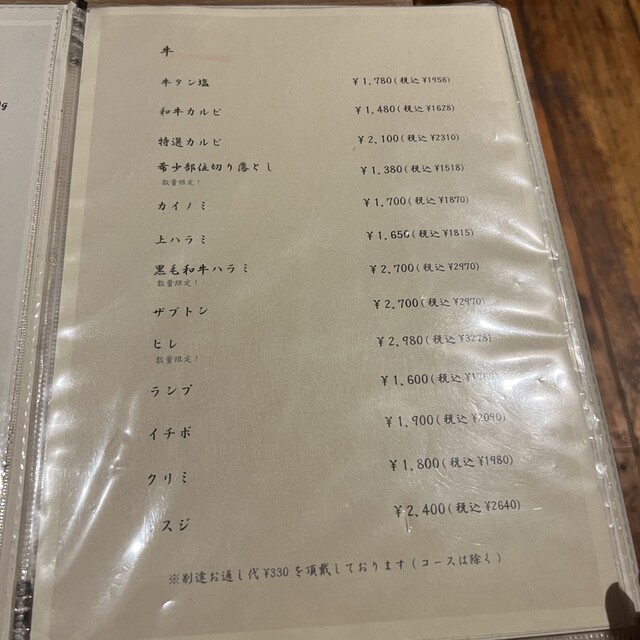 牛
牛タン塩 ¥1,780(税込¥1958)
和牛カルビ ¥1,480(税込¥1628)
特選カルビ ¥2,100(税込¥2310)
希少部位切り落とし ¥1,380(税込¥1518)
数量限定！
カイノミ ¥1,700(税込¥1870)
上ハラミ ¥1,650(税込¥1815)
黒毛和牛ハラミ ¥2,700(税込¥2970)
数量限定！
ザブトン ¥2,700(税込¥2970)
ヒレ ¥2,980(税込¥3278)
数量限定！
ランプ ¥1,600(税込
イチボ ¥1,900(税込¥2090)
クリミ ¥1,800(税込¥1980)
スジ ¥2,400(税込¥2640)
※別途お通し代¥330を頂戴しております(コースは除く)